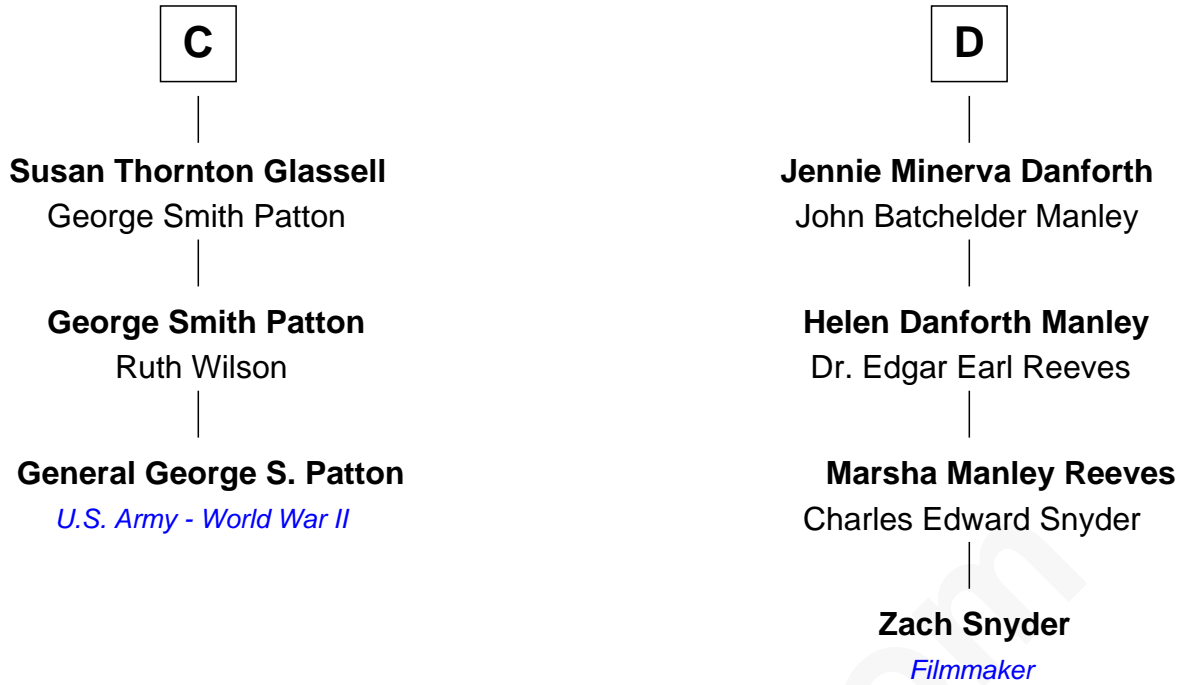 C
Susan Thornton Glassell
George Smith Patton
George Smith Patton
Ruth Wilson
General George S. Patton
U.S. Army - World War II
D
Jennie Minerva Danforth
John Batchelder Manley
Helen Danforth Manley
Dr. Edgar Earl Reeves
Marsha Manley Reeves
Charles Edward Snyder
Zach Snyder
Filmmaker